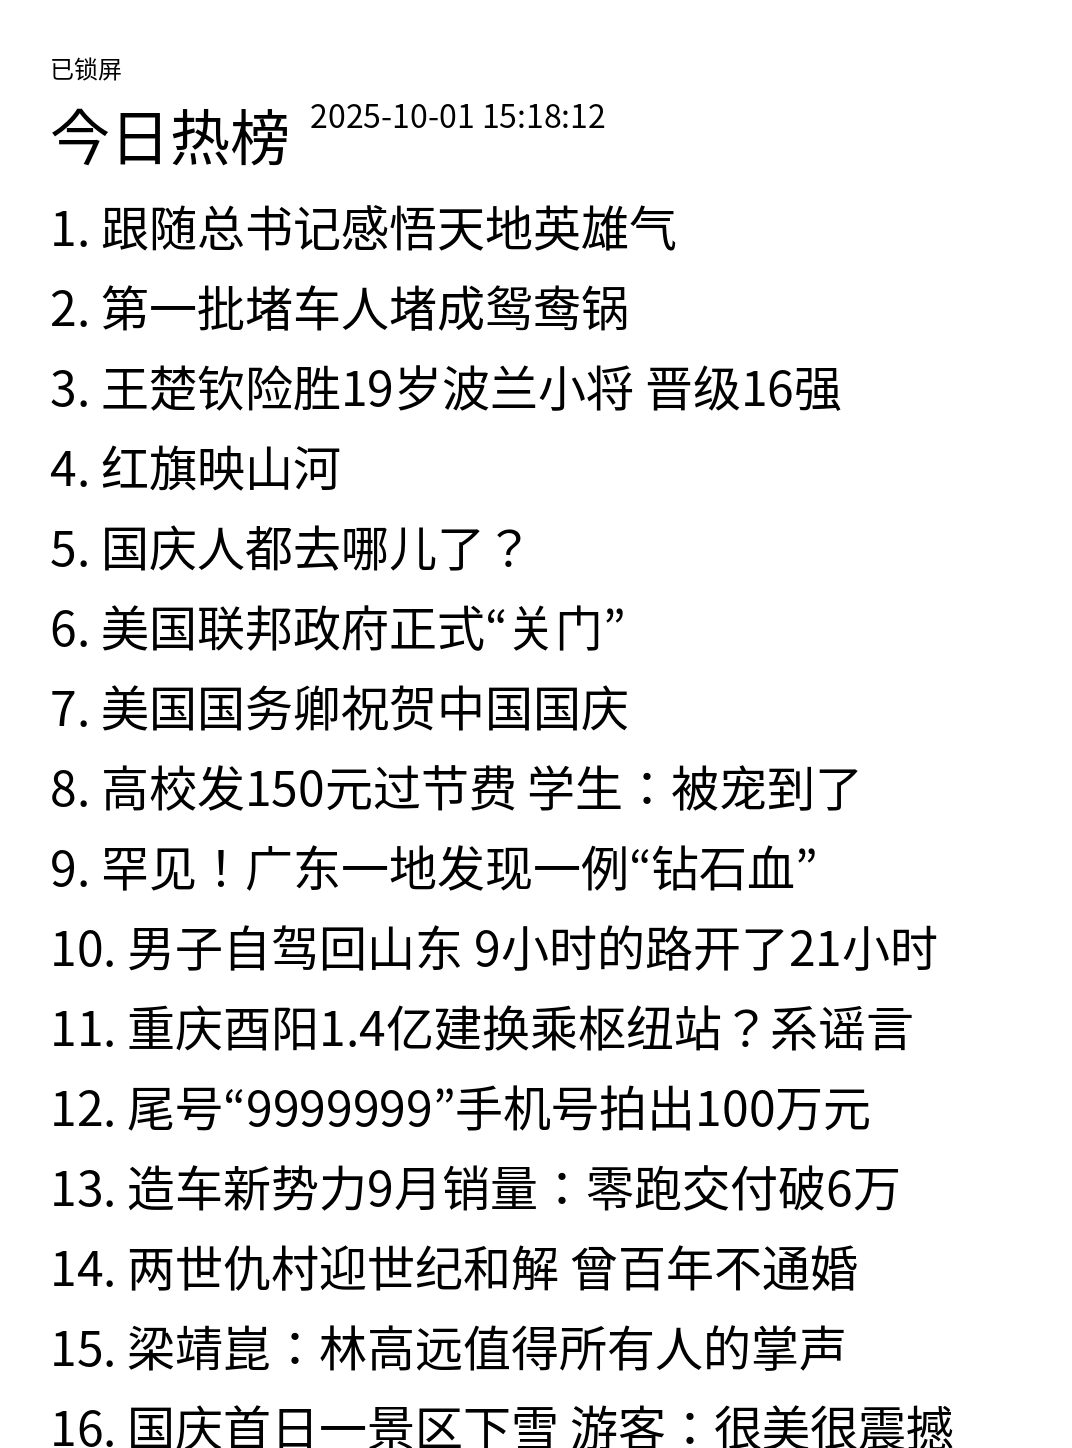 已锁屏
今日热榜 2025-10-01 15:18:12
1. 跟随总书记感悟天地英雄气
2. 第一批堵车人堵成鸳鸯锅
3. 王楚钦险胜19岁波兰小将 晋级16强
4. 红旗映山河
5. 国庆人都去哪儿了？
6. 美国联邦政府正式“关门”
7. 美国国务卿祝贺中国国庆
8. 高校发150元过节费 学生：被宠到了
9. 罕见！广东一地发现一例“钻石血”
10. 男子自驾回山东 9小时的路开了21小时
11. 重庆酉阳1.4亿建换乘枢纽站？系谣言
12. 尾号“9999999”手机号拍出100万元
13. 造车新势力9月销量：零跑交付破6万
14. 两世仇村迎世纪和解 曾百年不通婚
15. 梁靖崑：林高远值得所有人的掌声
16. 国庆首日一景区下雪 游客：很美很震撼